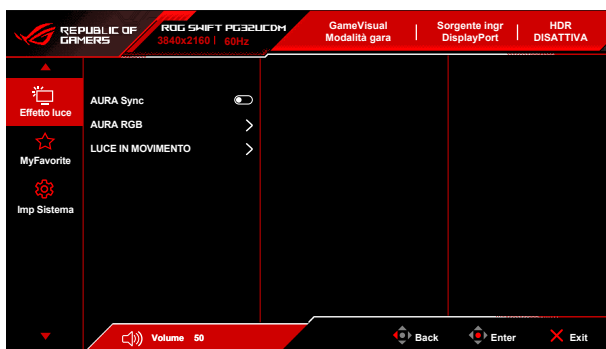 REPUBLIC OF
GAMERS
ROG SWIFT PG32UCDM
3840x2160 | 60Hz
GameVisual
Modalità gara
Sorgente ingr
DisplayPort
HDR
DISATTIVA
Effetto luce
AURA Sync
AURA RGB
LUCE IN MOVIMENTO
MyFavorite
Imp Sistema
Volume 50
Back
Enter
Exit